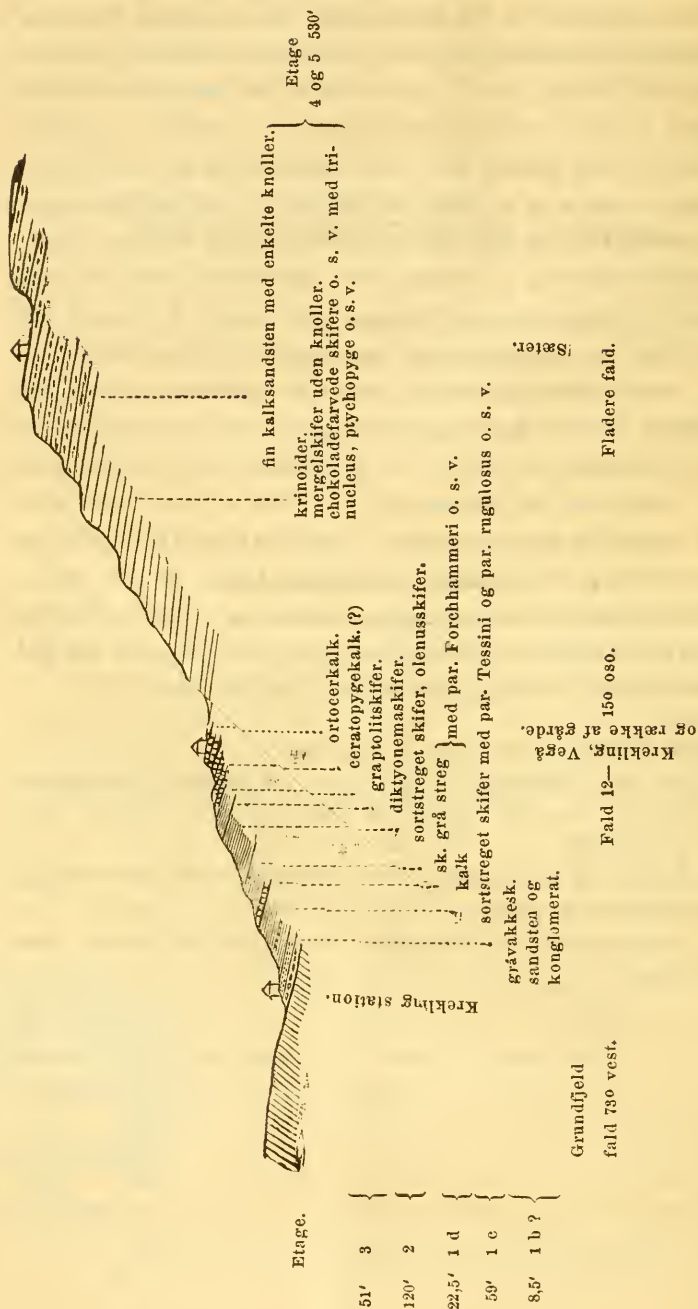 Etage
4 og 5 530'
fin kalksandsten med enkelte knoller.
krinoider.
mergelskifer uden knoller.
chokoladefarvede skifere o. s. v. med tri-
nucleus, ptychopyge o. s. v.
ortocerkalk.
ceratopygekalk. (?)
graptolitskifer.
diktyonemaskifer.
sortstreget skifer, olenusskifer.
sk. grå streg } med par. Forchhammeri o. s. v.
kalk
sortstreget skifer med par. Tessini og par. rugulosus o. s. v.
gråvakkesk.
sandsten og
konglomerat.
Krekling station.
Krekling, Vegå
og række af gårde.
Sæter.
Grundfjeld
fald 73° vest.
Fald 12— 15° oso.
Fladere fald.
Etage.
51' 3
120' 2
22,5' 1 d
59' 1 c
8,5' 1 b ?